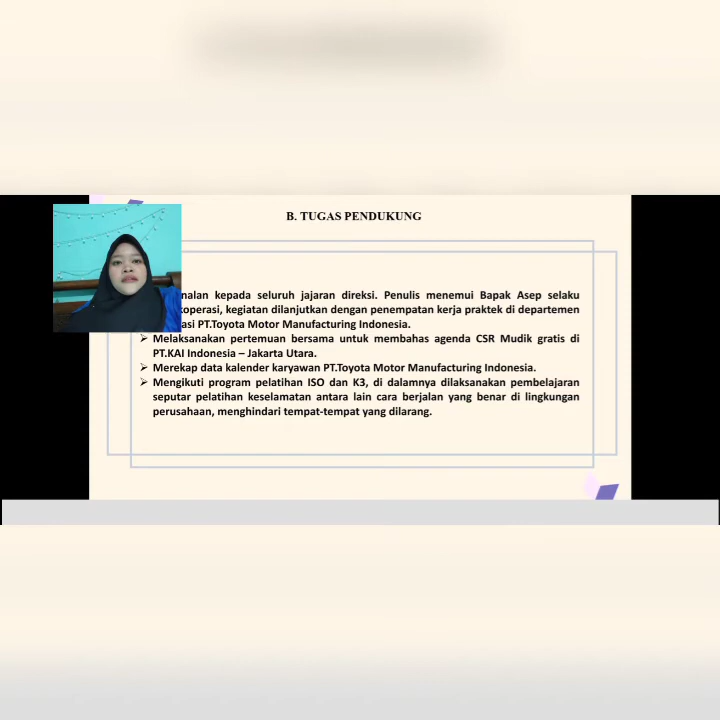 B. TUGAS PENDUKUNG
kepada seluruh jajaran direksi. Penulis menemui Bapak Asep selaku
kegiatan dilanjutkan dengan penempatan kerja praktek di departemen
PT.Toyota Motor Manufacturing Indonesia.
➢ Melaksanakan pertemuan bersama untuk membahas agenda CSR Mudik gratis di
PT.KAI Indonesia – Jakarta Utara.
➢ Merekap data kalender karyawan PT.Toyota Motor Manufacturing Indonesia.
➢ Mengikuti program pelatihan ISO dan K3, di dalamnya dilaksanakan pembelajaran
seputar pelatihan keselamatan antara lain cara berjalan yang benar di lingkungan
perusahaan, menghindari tempat-tempat yang dilarang.